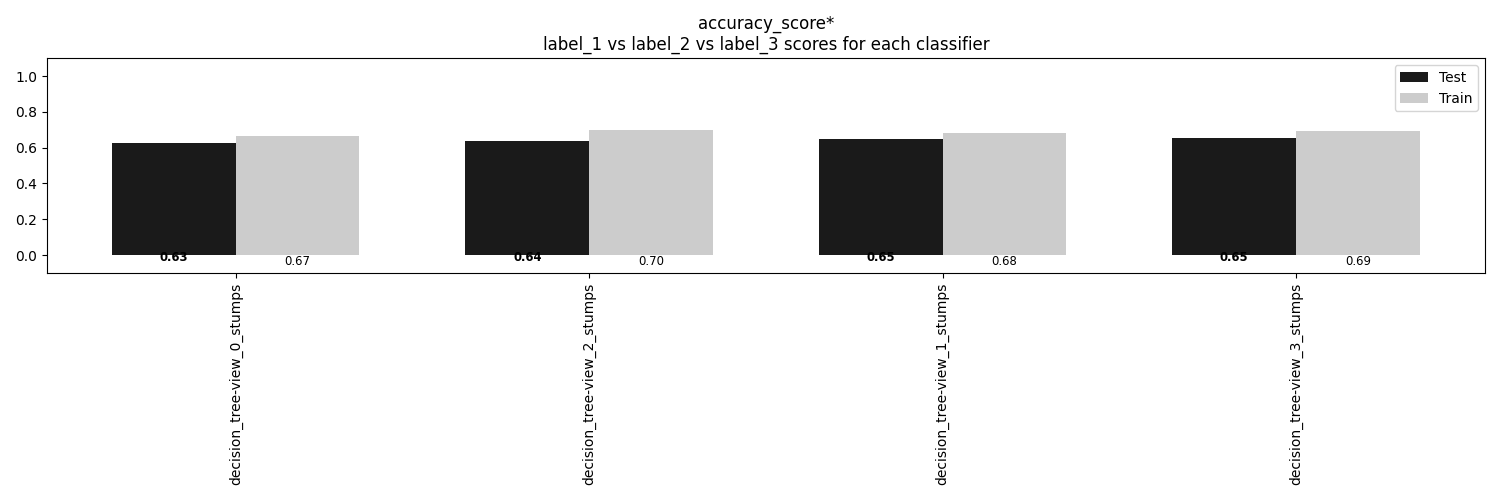 accuracy_score*
label_1 vs label_2 vs label_3 scores for each classifier
Test
Train
1.0
0.8
0.6
0.4
0.2
0.0
0.63
0.67
0.64
0.70
0.65
0.68
0.65
0.69
decision_tree-view_0_stumps
decision_tree-view_2_stumps
decision_tree-view_1_stumps
decision_tree-view_3_stumps